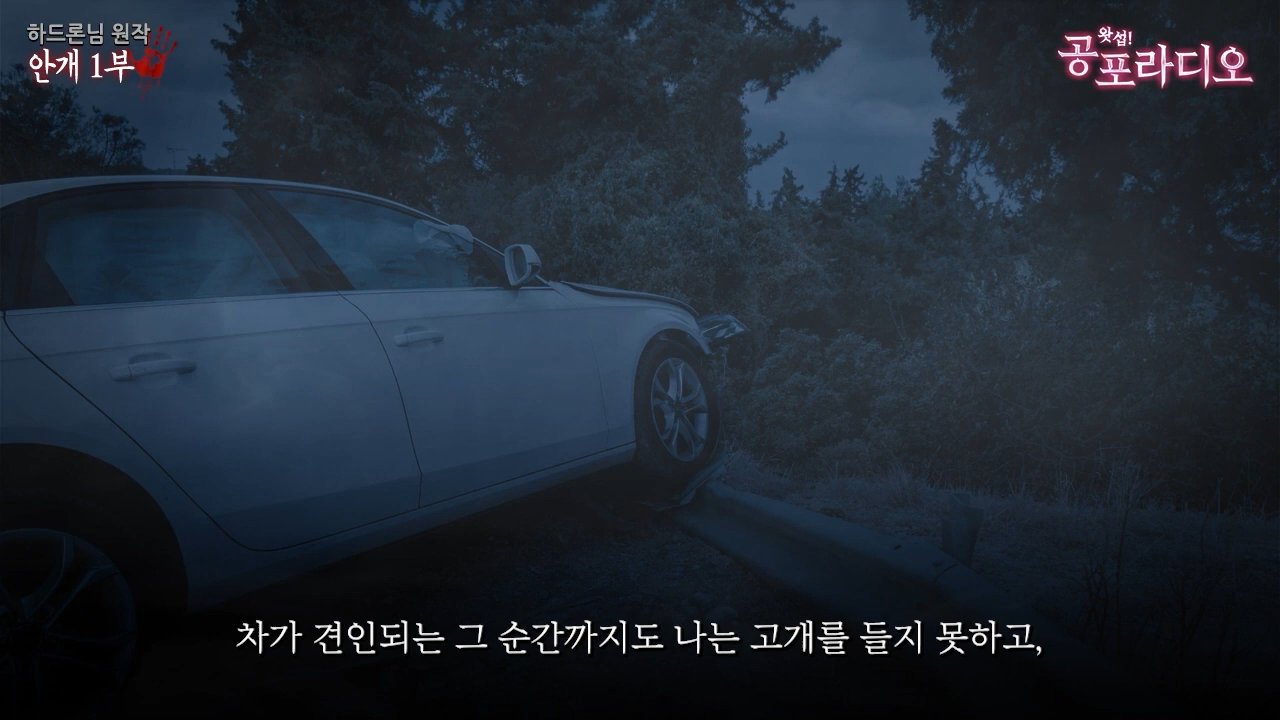 하드론님 원작
안개 1부
왓섭!
공포라디오
차가 견인되는 그 순간까지도 나는 고개를 들지 못하고,